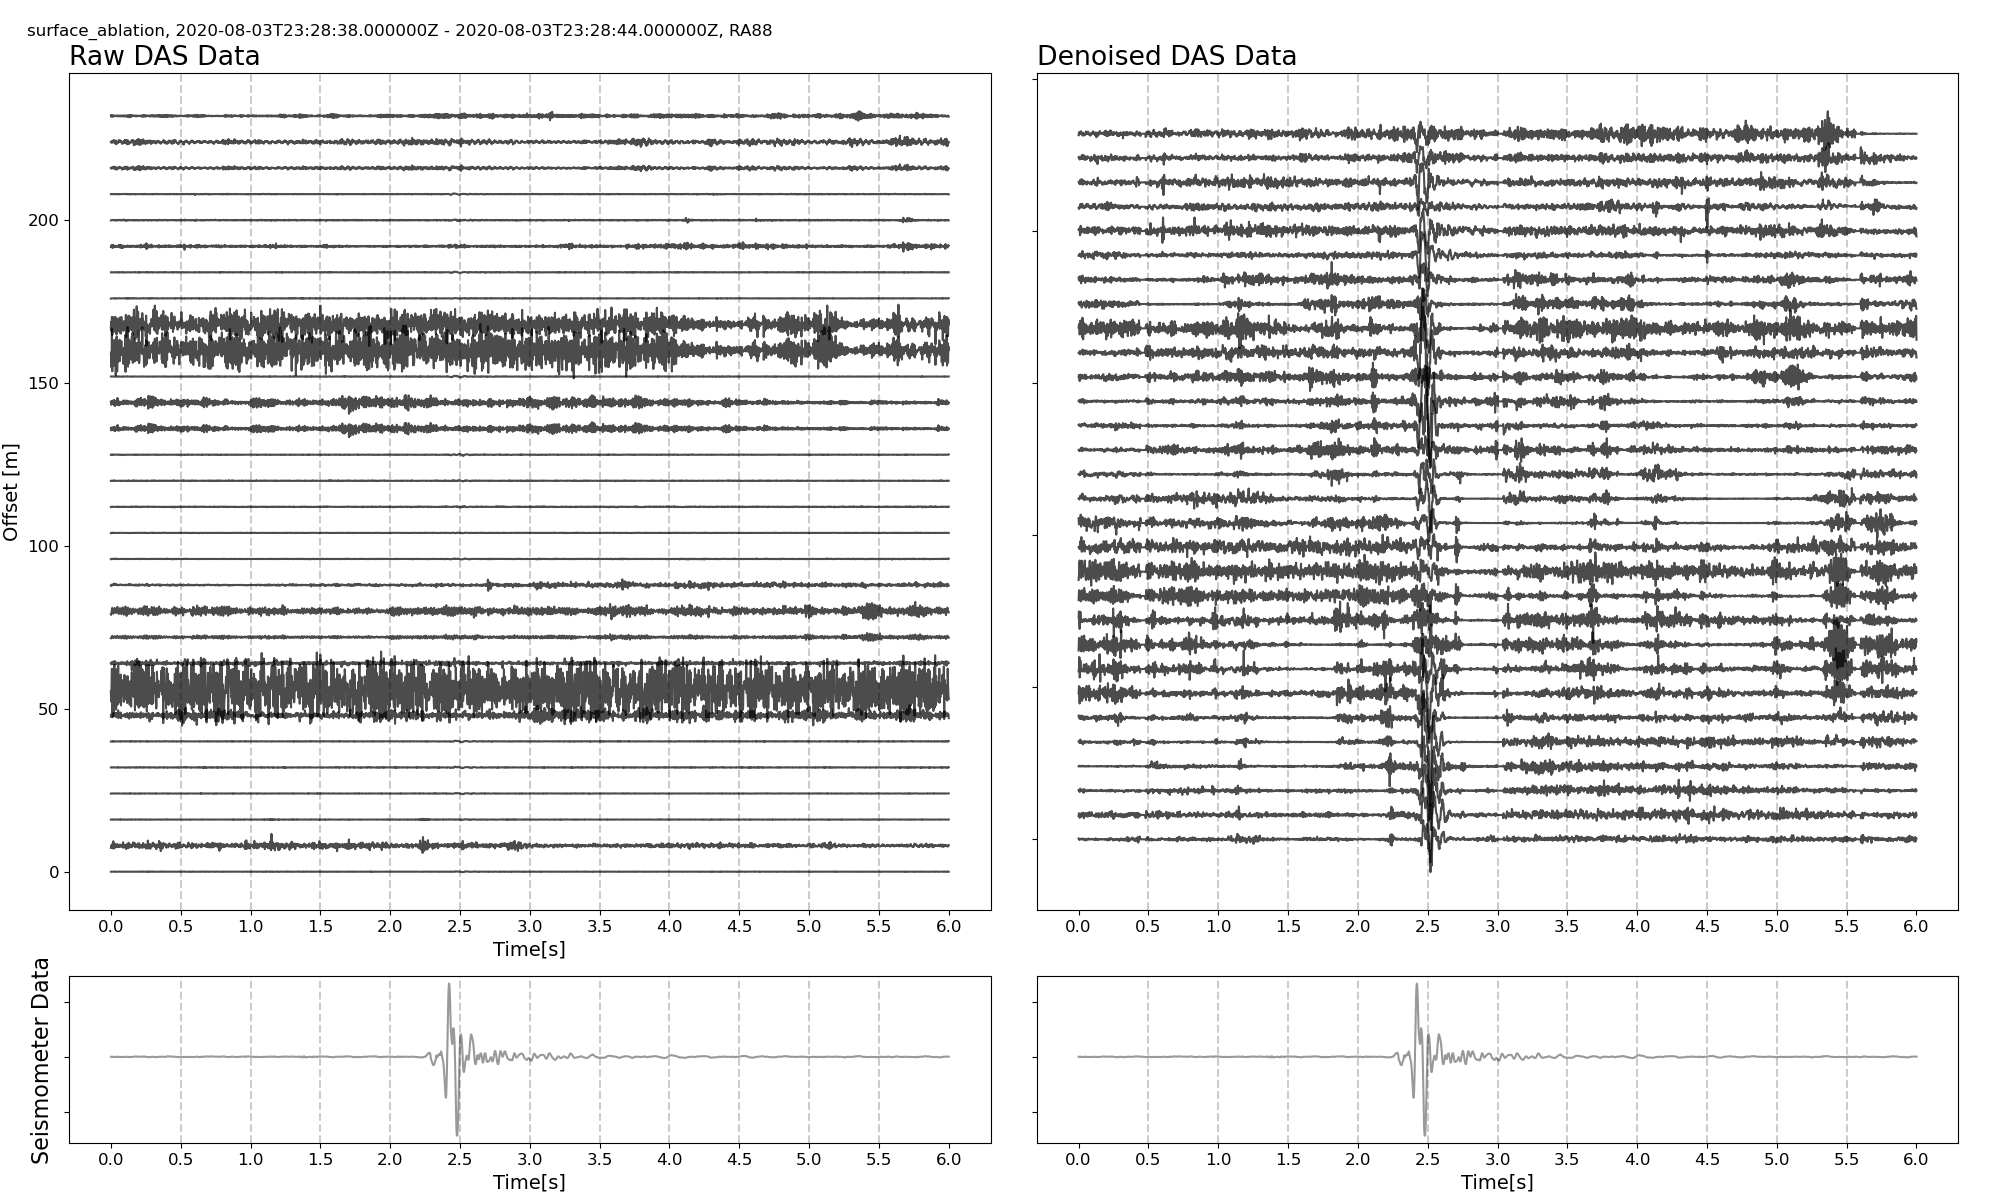 surface_ablation, 2020-08-03T23:28:38.000000Z - 2020-08-03T23:28:44.000000Z, RA88
Raw DAS Data
Denoised DAS Data
Offset [m]
200
150
100
50
0
0.0 0.5 1.0 1.5 2.0 2.5 3.0 3.5 4.0 4.5 5.0 5.5 6.0
Time[s]
0.0 0.5 1.0 1.5 2.0 2.5 3.0 3.5 4.0 4.5 5.0 5.5 6.0
Seismometer Data
0.0 0.5 1.0 1.5 2.0 2.5 3.0 3.5 4.0 4.5 5.0 5.5 6.0
Time[s]
0.0 0.5 1.0 1.5 2.0 2.5 3.0 3.5 4.0 4.5 5.0 5.5 6.0
Time[s]